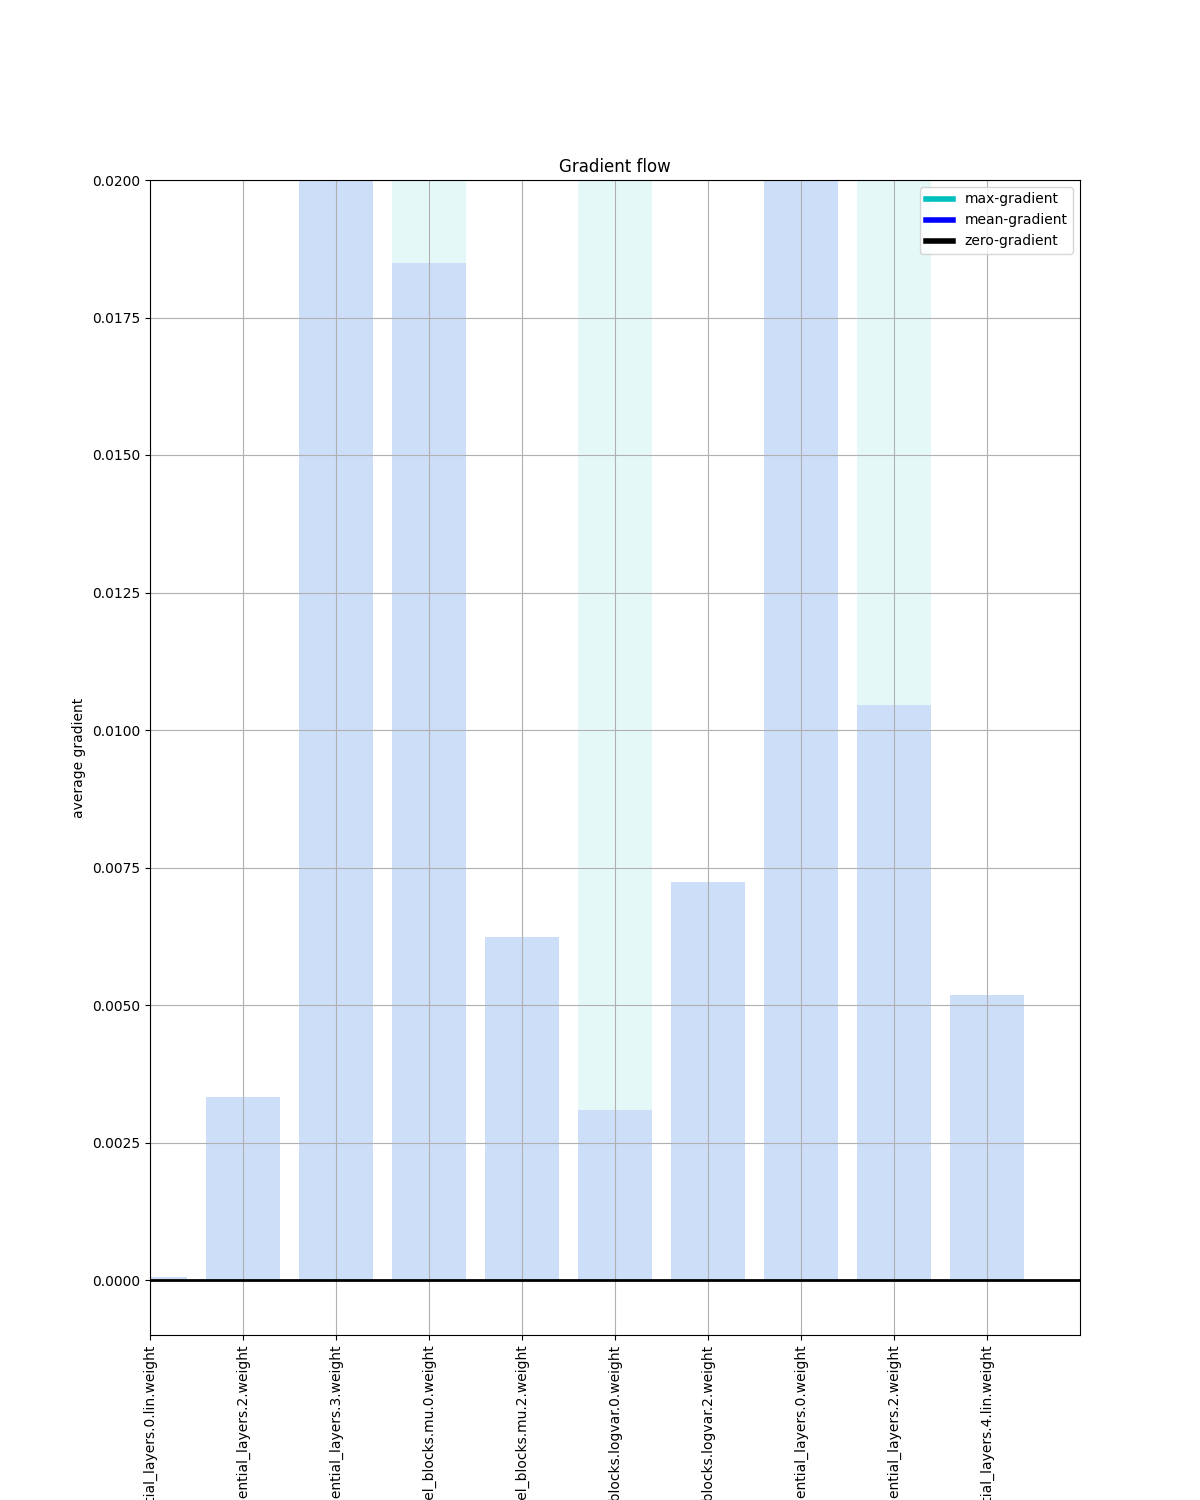 Gradient flow
max-gradient
mean-gradient
zero-gradient
0.0200
0.0175
0.0150
0.0125
0.0100
0.0075
0.0050
0.0025
0.0000
average gradient
tial_layers.0.lin.weight
ential_layers.2.weight
ential_layers.3.weight
el_blocks.mu.0.weight
el_blocks.mu.2.weight
blocks.logvar.0.weight
blocks.logvar.2.weight
ential_layers.0.weight
ential_layers.2.weight
tial_layers.4.lin.weight